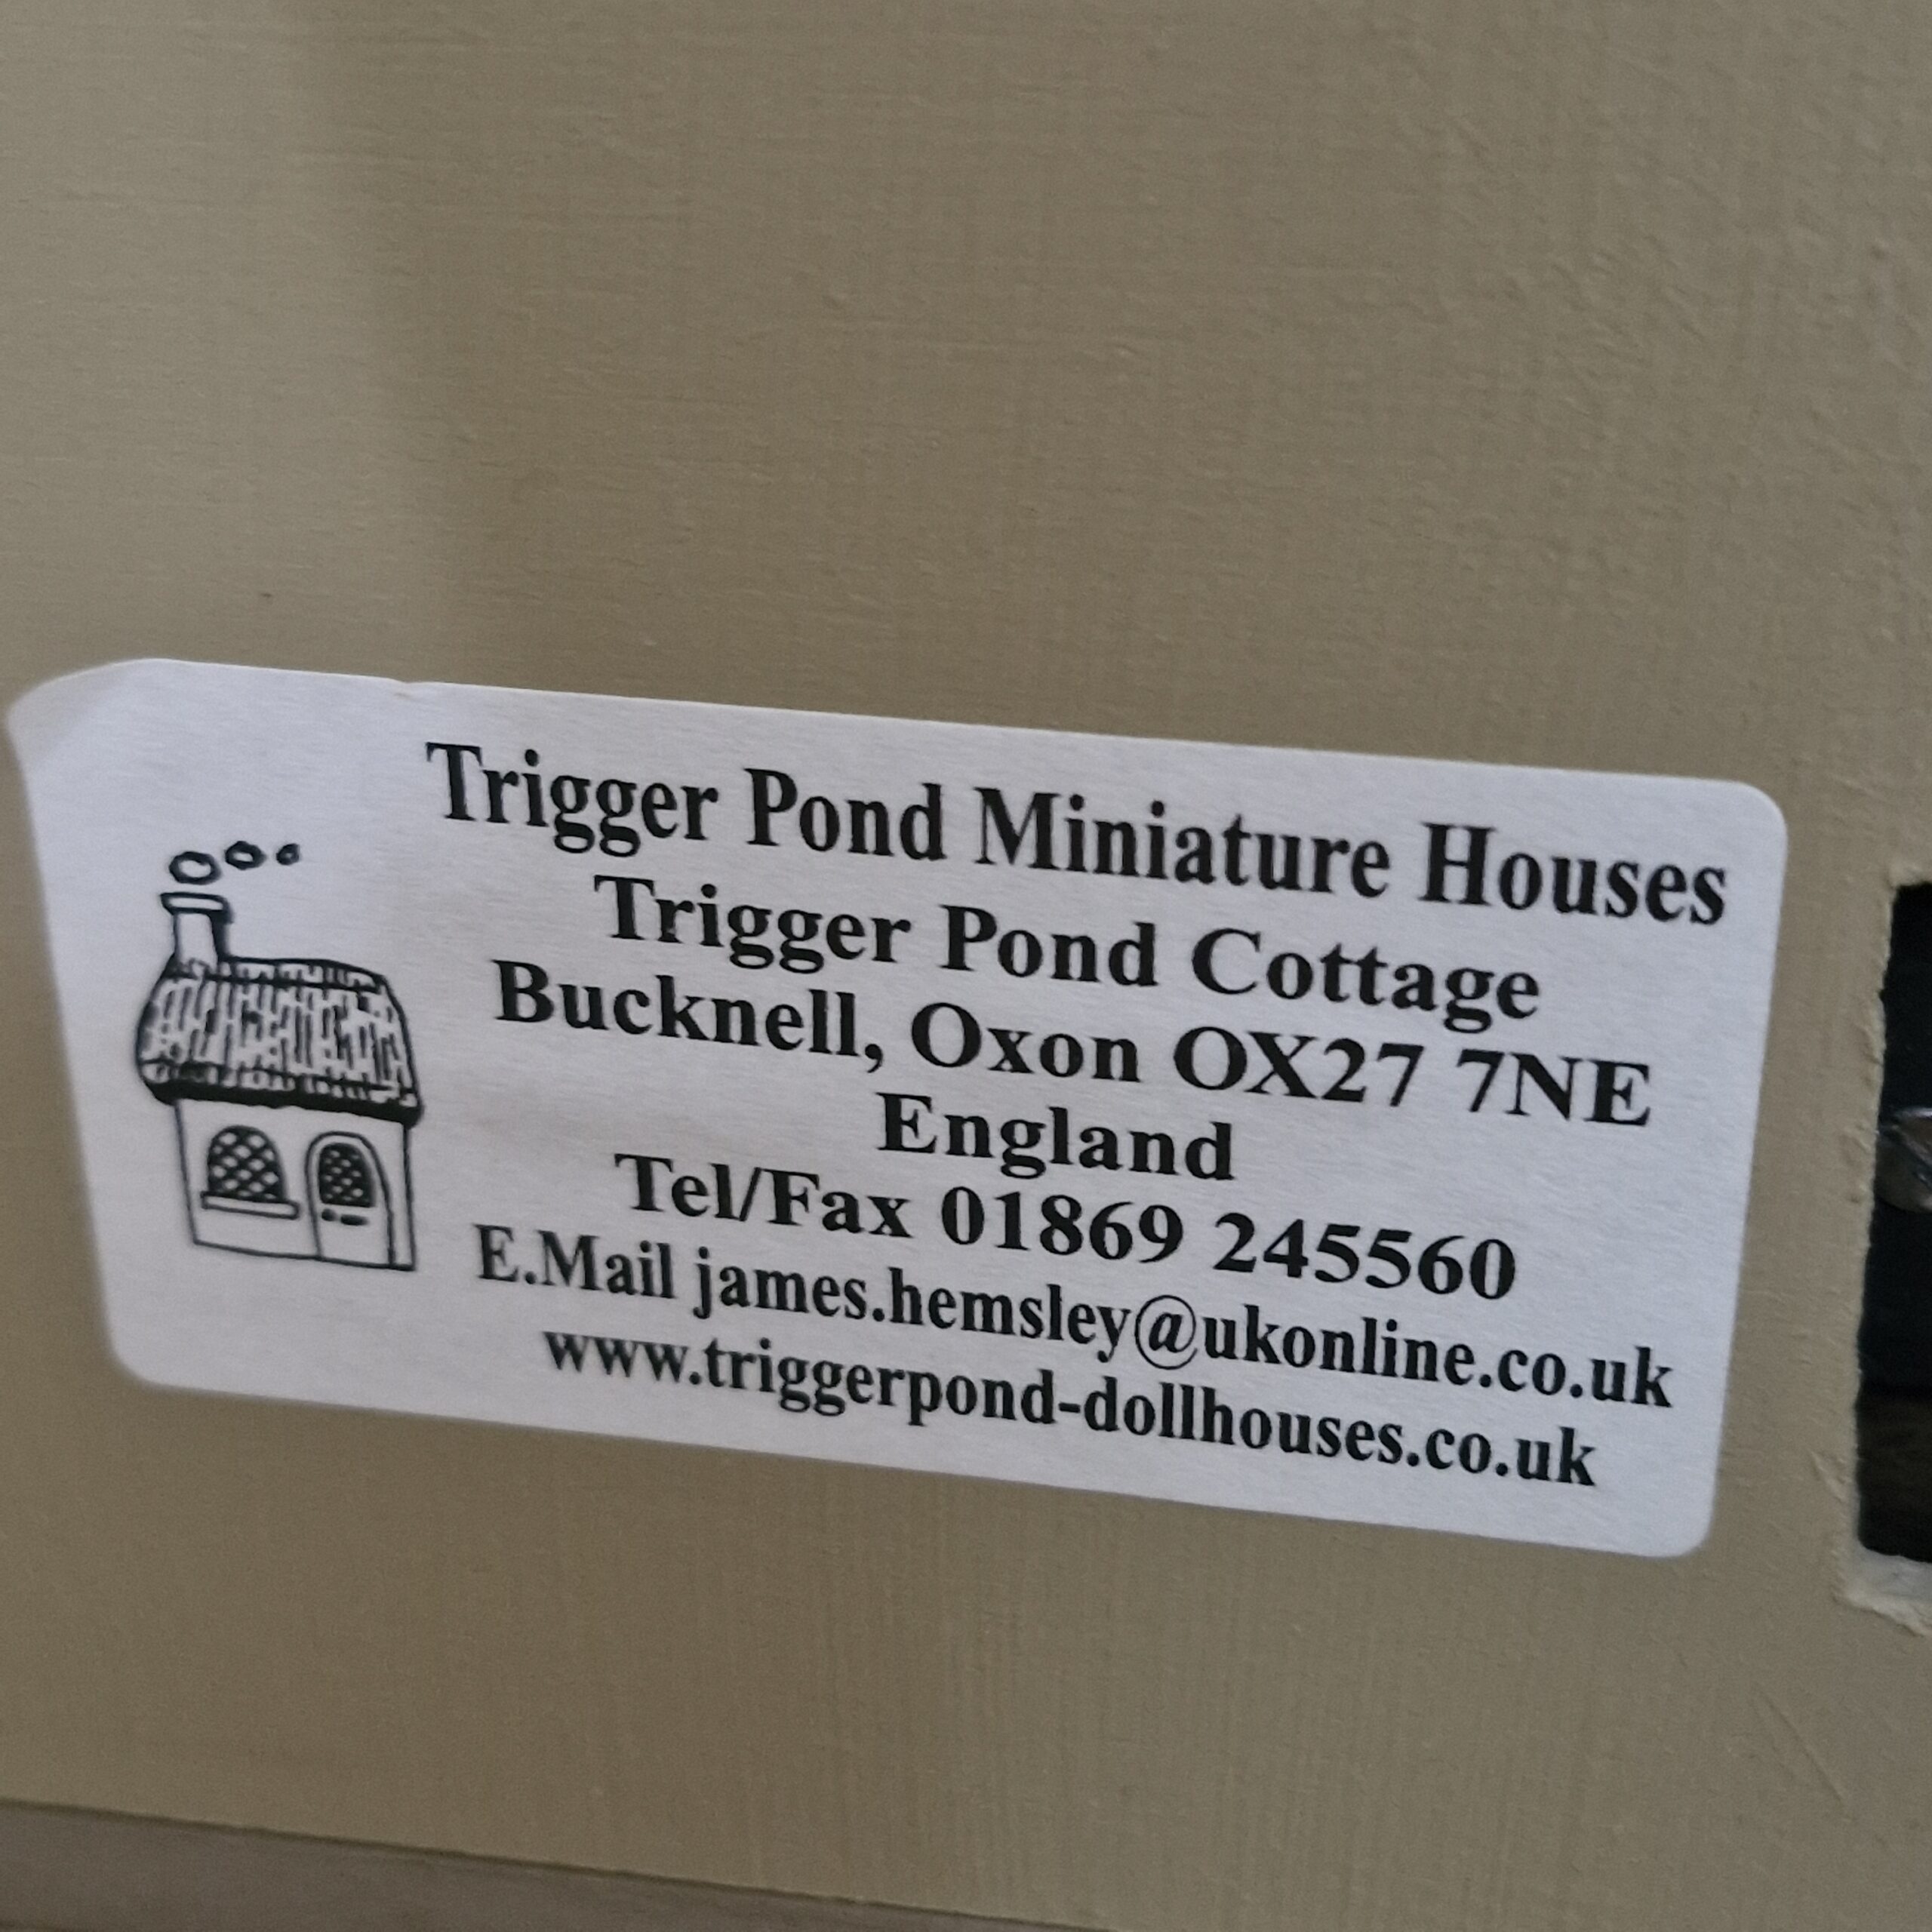 Trigger Pond Miniature Houses
Trigger Pond Cottage
Bucknell, Oxon OX27 7NE
England
Tel/Fax 01869 245560
E.Mail james.hemsley@ukonline.co.uk
www.triggerpond-dollhouses.co.uk